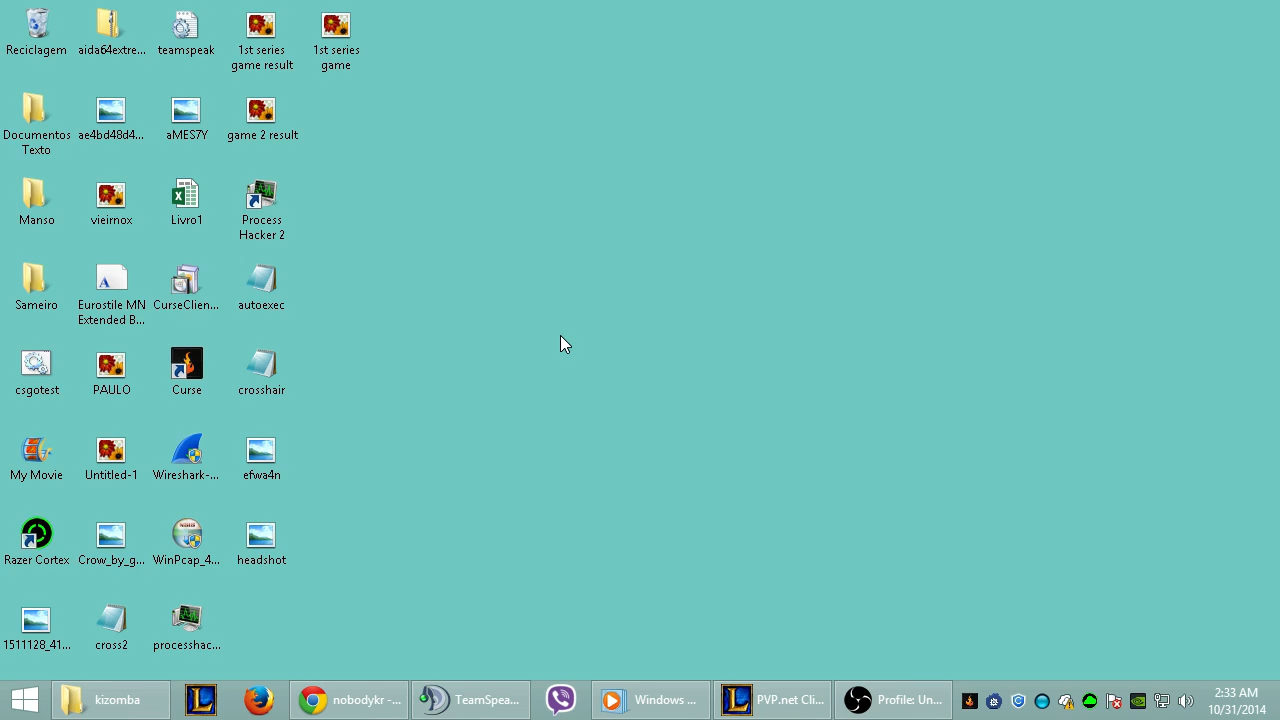 Reciclagem
aida64extre...
teamspeak
1st series
game result
1st series
game
Documentos
Texto
ae4bd48d4...
aMES7Y
game 2 result
Manso
vieirnox
Livro1
Process
Hacker 2
Sameiro
Eurostile MN
Extended B...
CurseClien...
autoexec
csgotest
PAULO
Curse
crosshair
My Movie
Untitled-1
Wireshark-...
efwa4n
Razer Cortex
Crow_by_g...
WinPcap_4...
headshot
1511128_41...
cross2
processhac...
kizomba
nobodykr -...
TeamSpea...
Windows ...
PVP.net Cli...
Profile: Un...
2:33 AM
10/31/2014